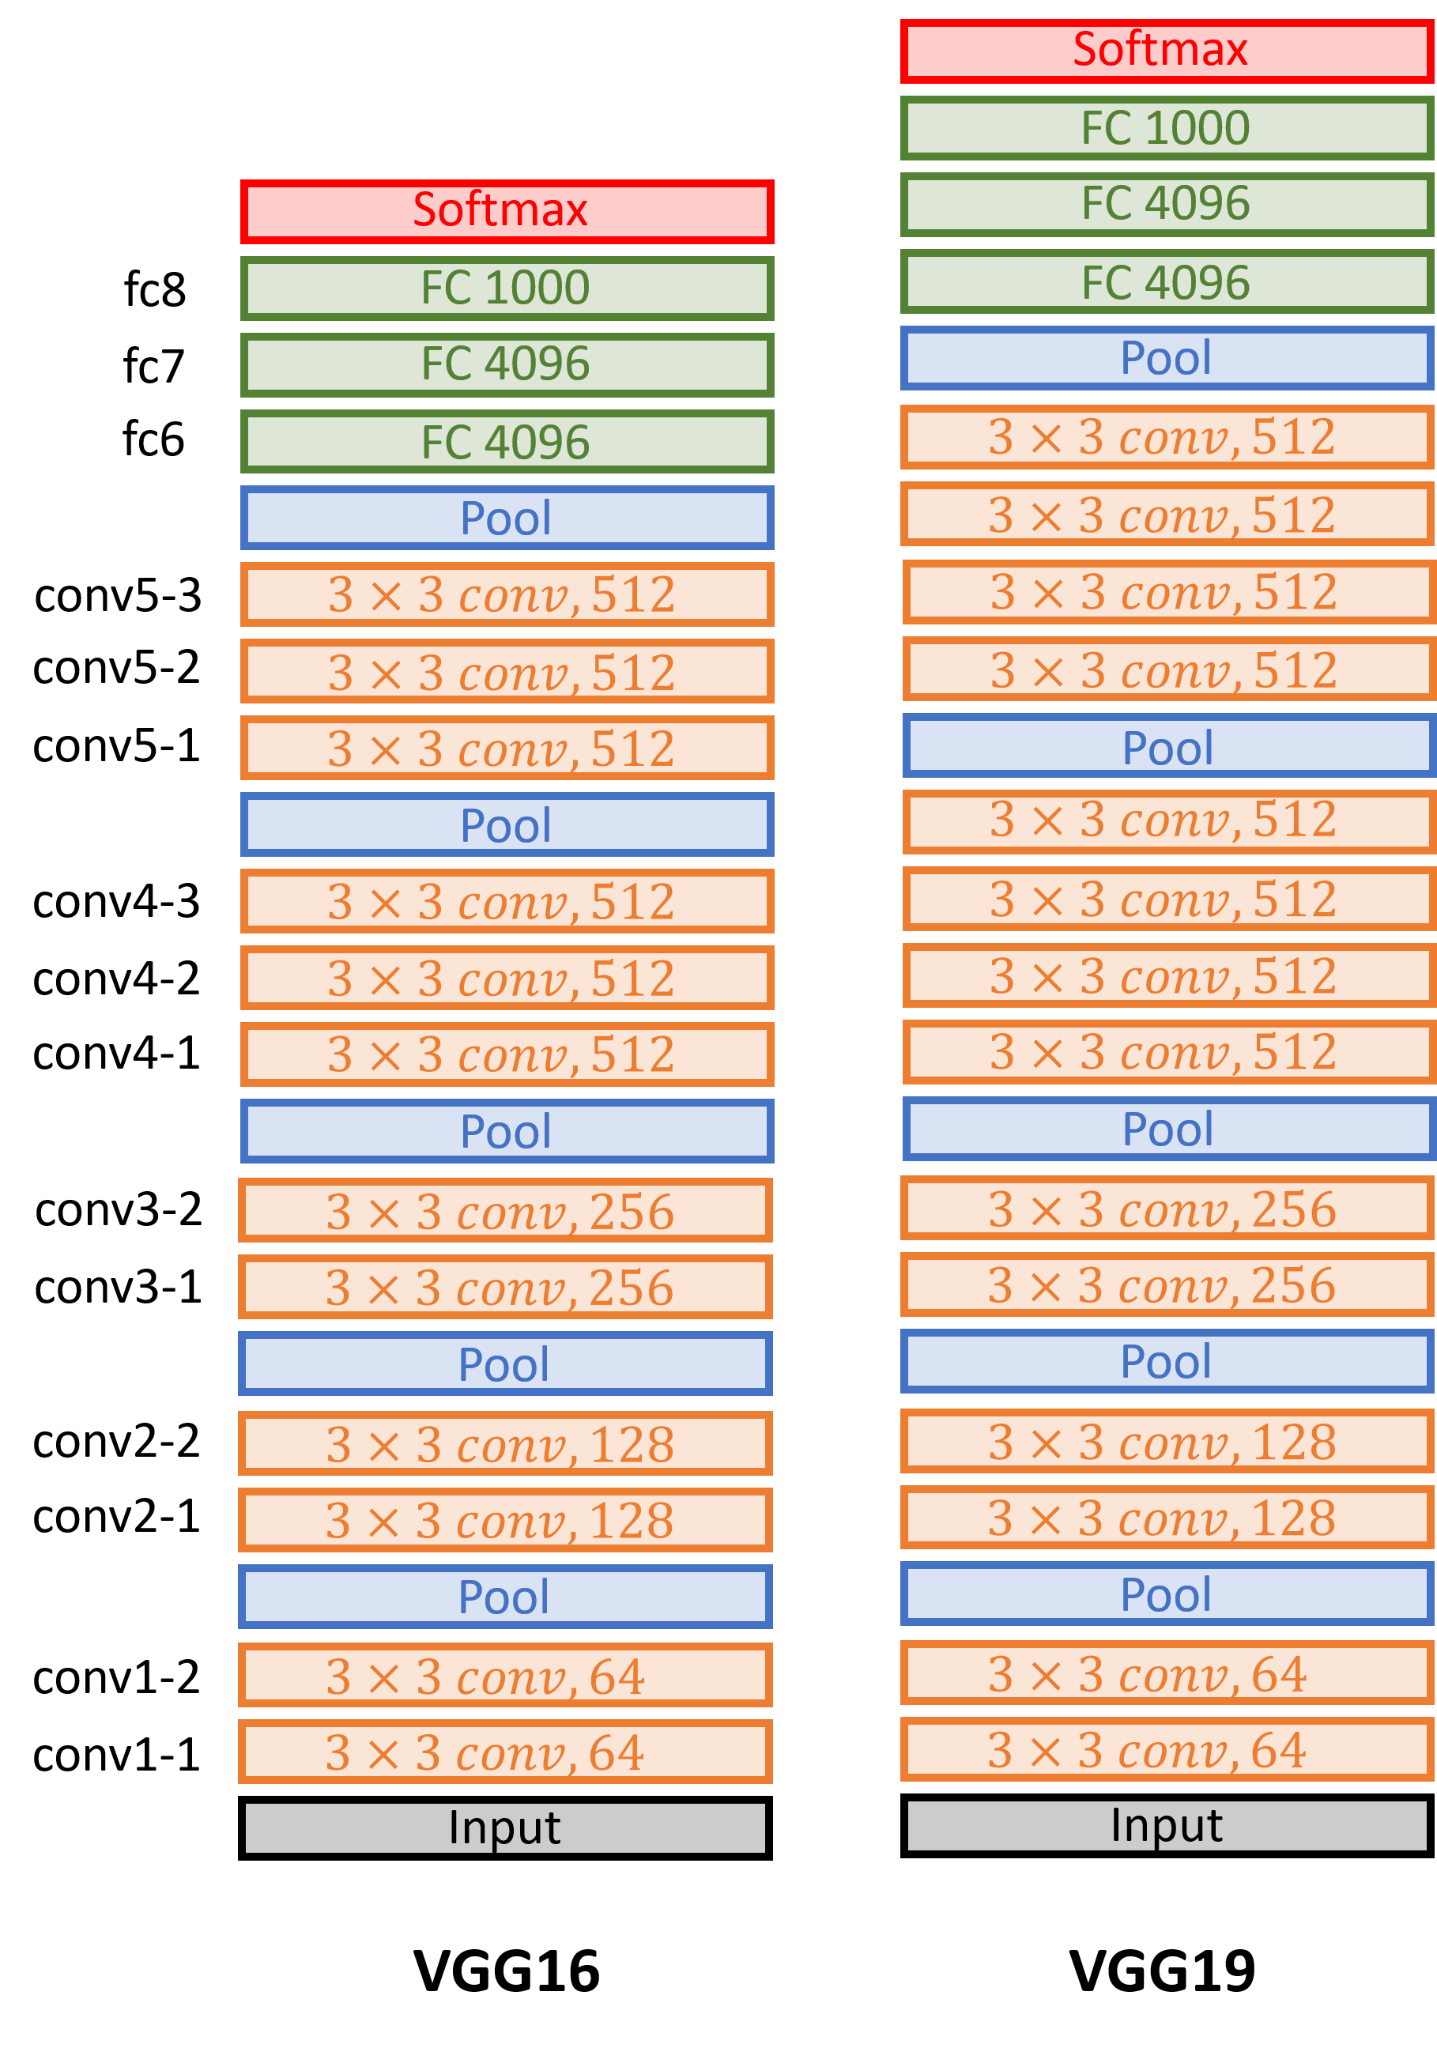 Softmax
fc8 FC 1000
fc7 FC 4096
fc6 FC 4096
Pool
conv5-3 3 × 3 conv, 512
conv5-2 3 × 3 conv, 512
conv5-1 3 × 3 conv, 512
Pool
conv4-3 3 × 3 conv, 512
conv4-2 3 × 3 conv, 512
conv4-1 3 × 3 conv, 512
Pool
conv3-2 3 × 3 conv, 256
conv3-1 3 × 3 conv, 256
Pool
conv2-2 3 × 3 conv, 128
conv2-1 3 × 3 conv, 128
Pool
conv1-2 3 × 3 conv, 64
conv1-1 3 × 3 conv, 64
Input
VGG16
Softmax
FC 1000
FC 4096
FC 4096
Pool
3 × 3 conv, 512
3 × 3 conv, 512
3 × 3 conv, 512
3 × 3 conv, 512
Pool
3 × 3 conv, 512
3 × 3 conv, 512
3 × 3 conv, 512
3 × 3 conv, 512
Pool
3 × 3 conv, 256
3 × 3 conv, 256
Pool
3 × 3 conv, 128
3 × 3 conv, 128
Pool
3 × 3 conv, 64
3 × 3 conv, 64
Input
VGG19